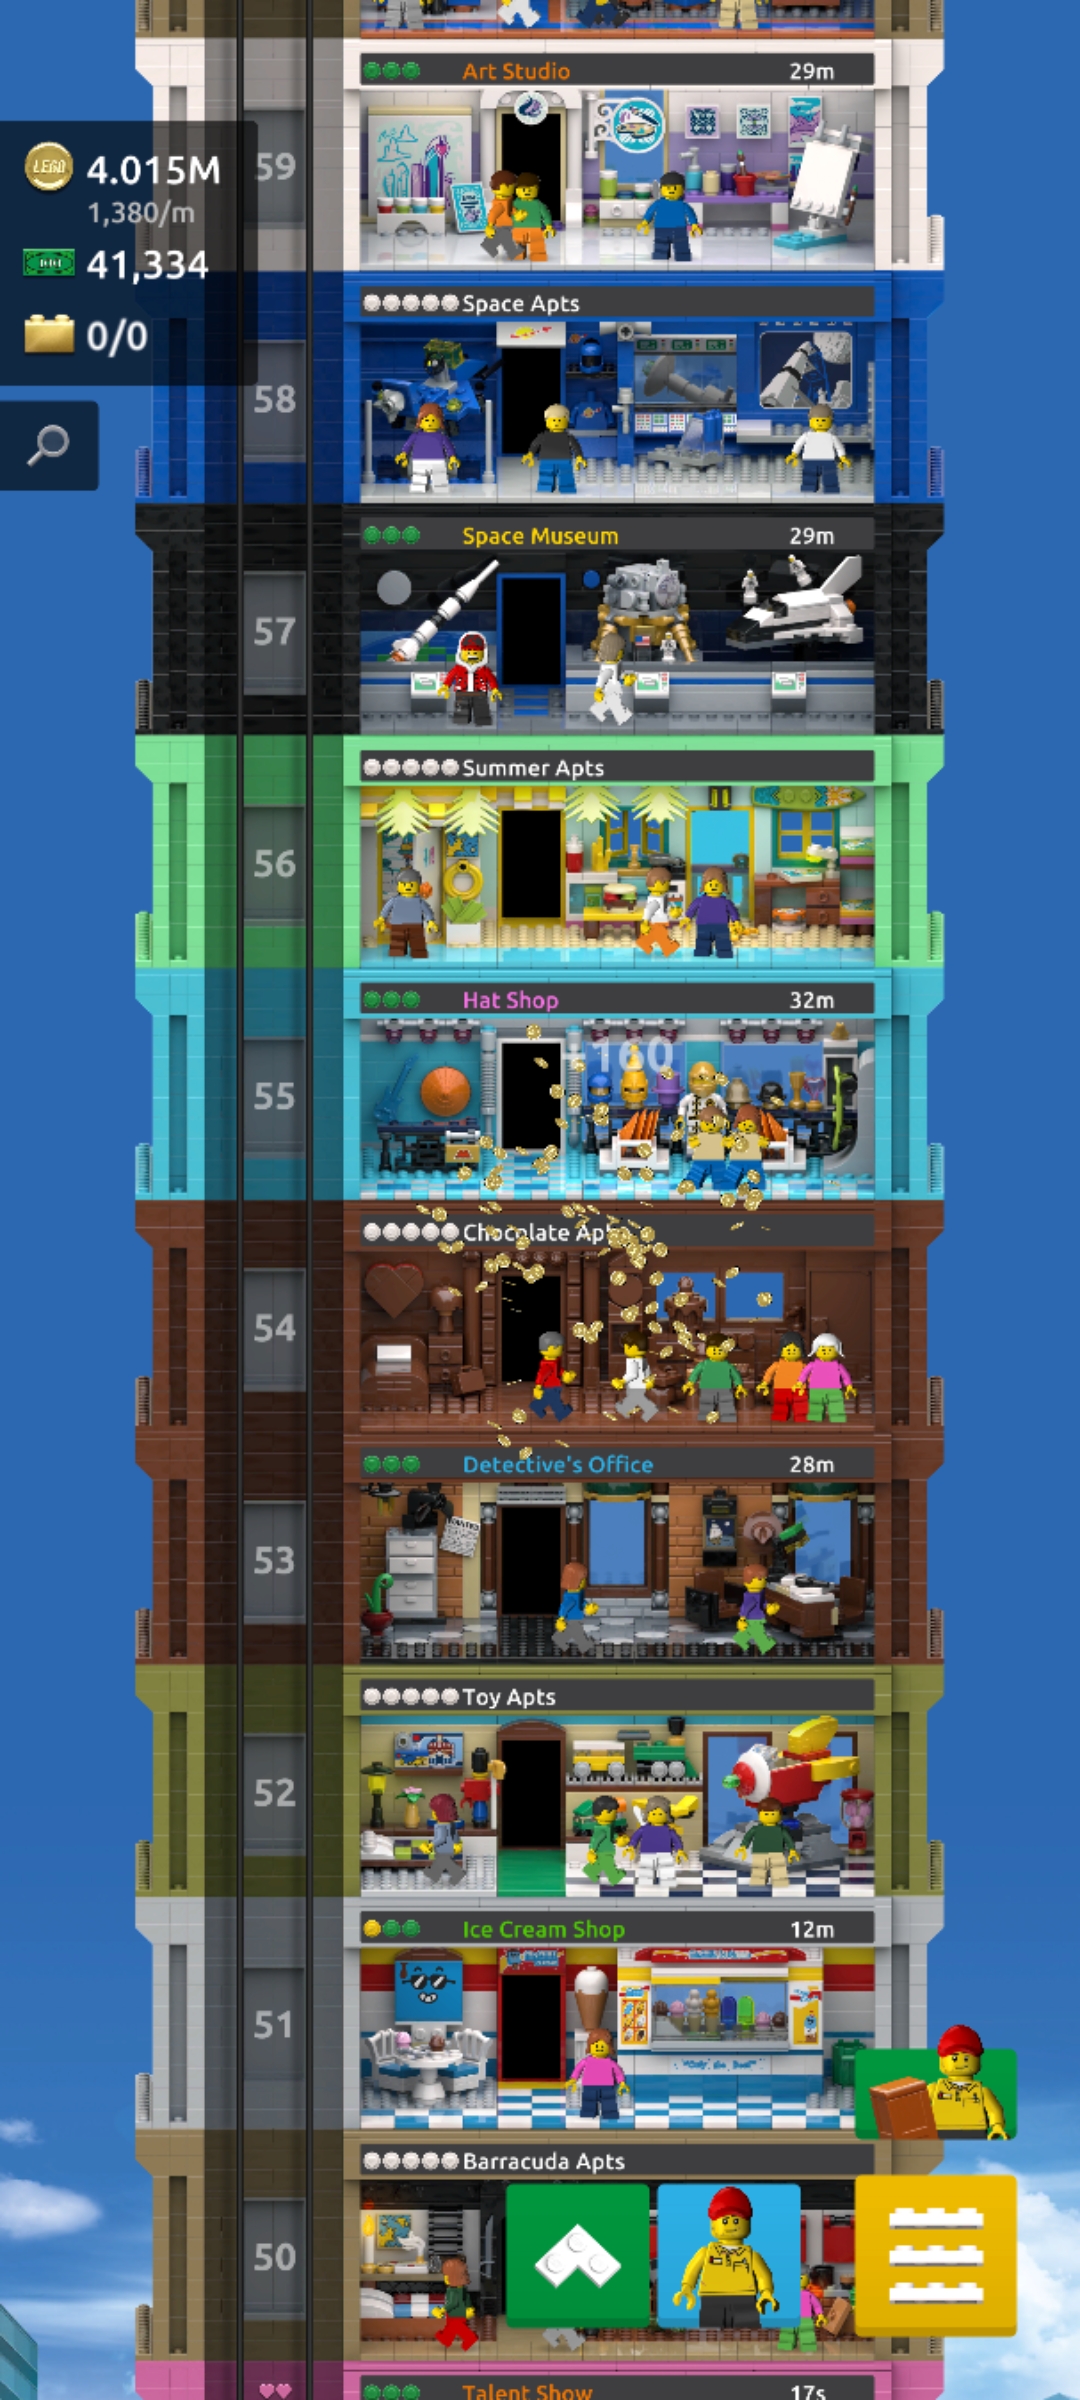 Art Studio 29m
59
LEGO 4.015M
1,380/m
41,334
0/0
Space Apts
58
Space Museum 29m
57
Summer Apts
56
Hat Shop 32m
+160
55
Chocolate Apts
54
Detective's Office 28m
53
Toy Apts
52
Ice Cream Shop 12m
51
Barracuda Apts
50
Talent Show 17s